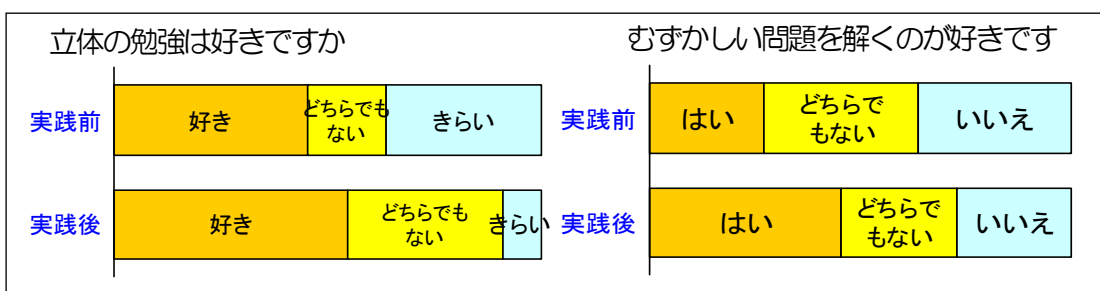 立体の勉強は好きですか
実践前
好き
どちらでも
ない
きらい
実践後
好き
どちらでも
ない
きらい
むずかしい問題を解くのが好きです
実践前
はい
どちらで
もない
いいえ
実践後
はい
どちらで
もない
いいえ